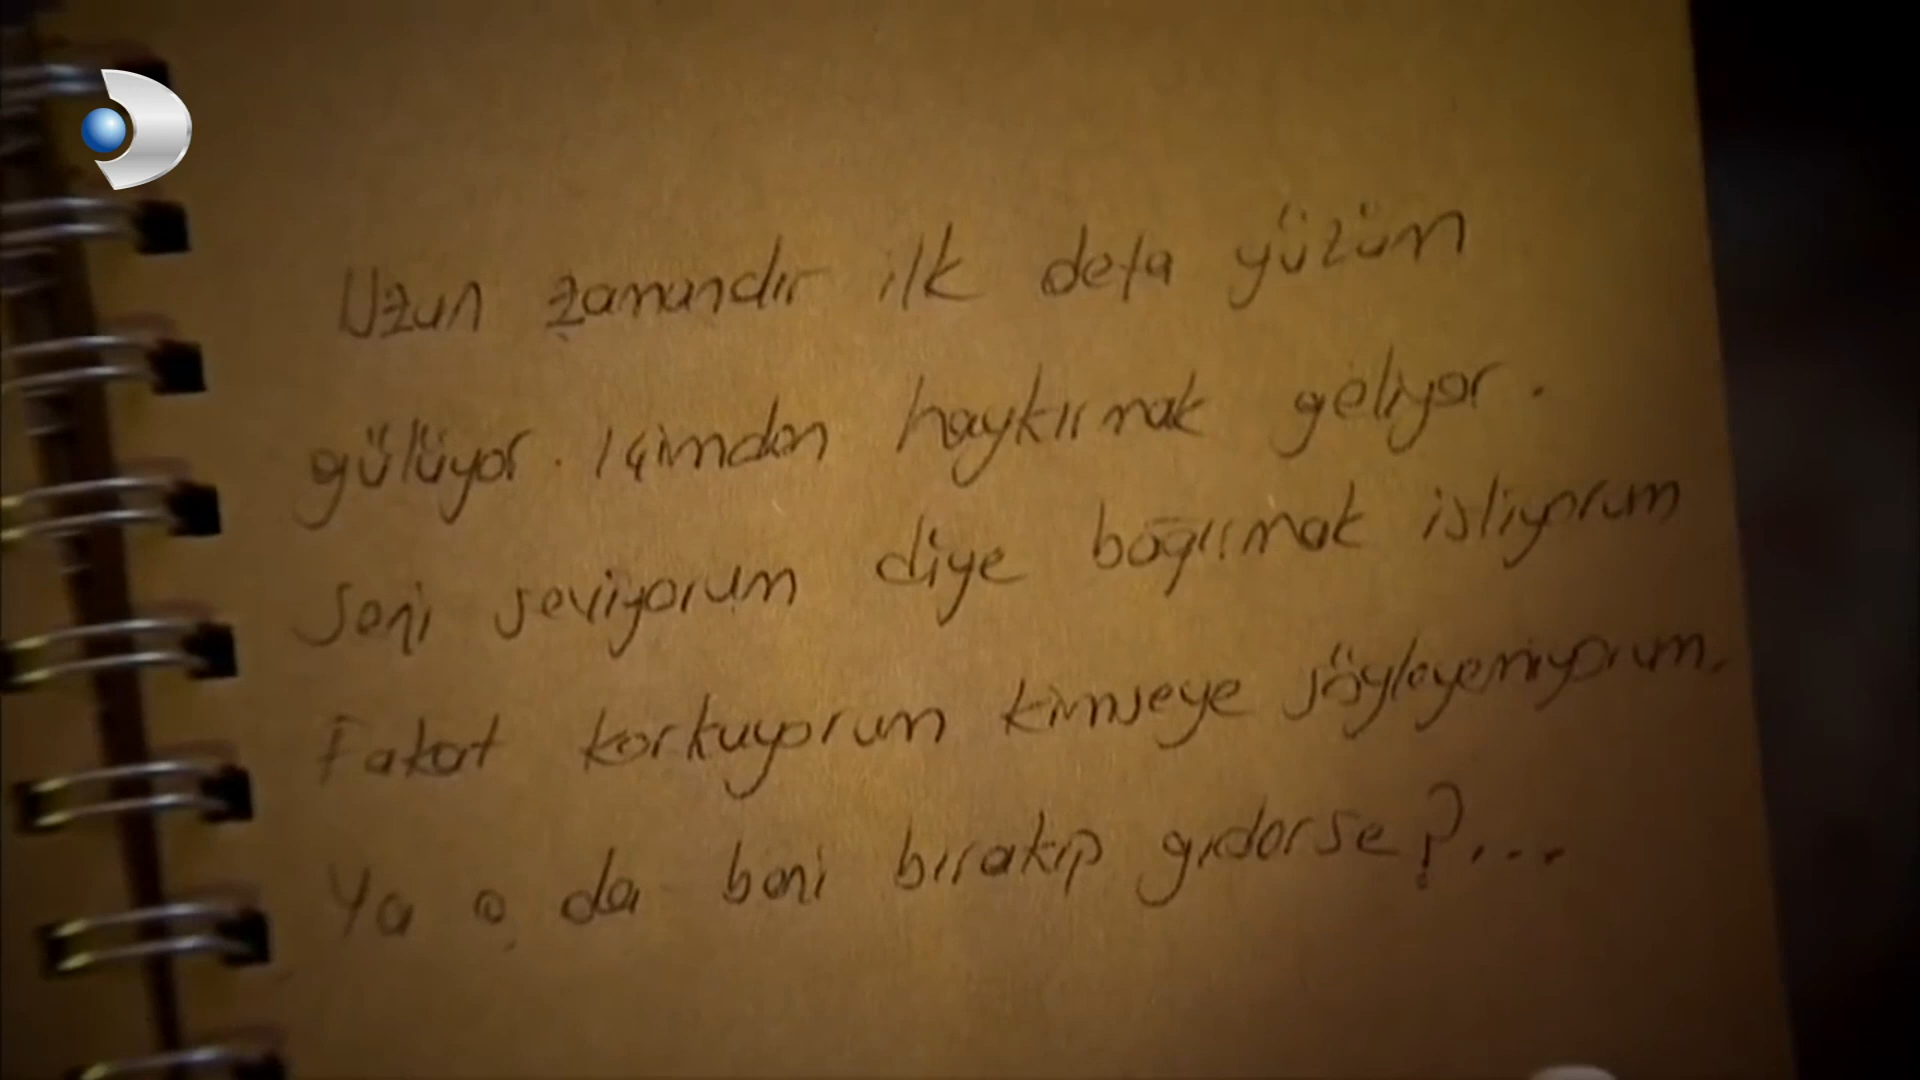 Uzun zamandır ilk defa yüzüm
gülüyor. Içimden haykırmak geliyor.
Seni seviyorum diye bağırmak istiyorum
Fakat korkuyorum kimseye söyleyemiyorum.
Ya o da beni bırakıp giderse?...